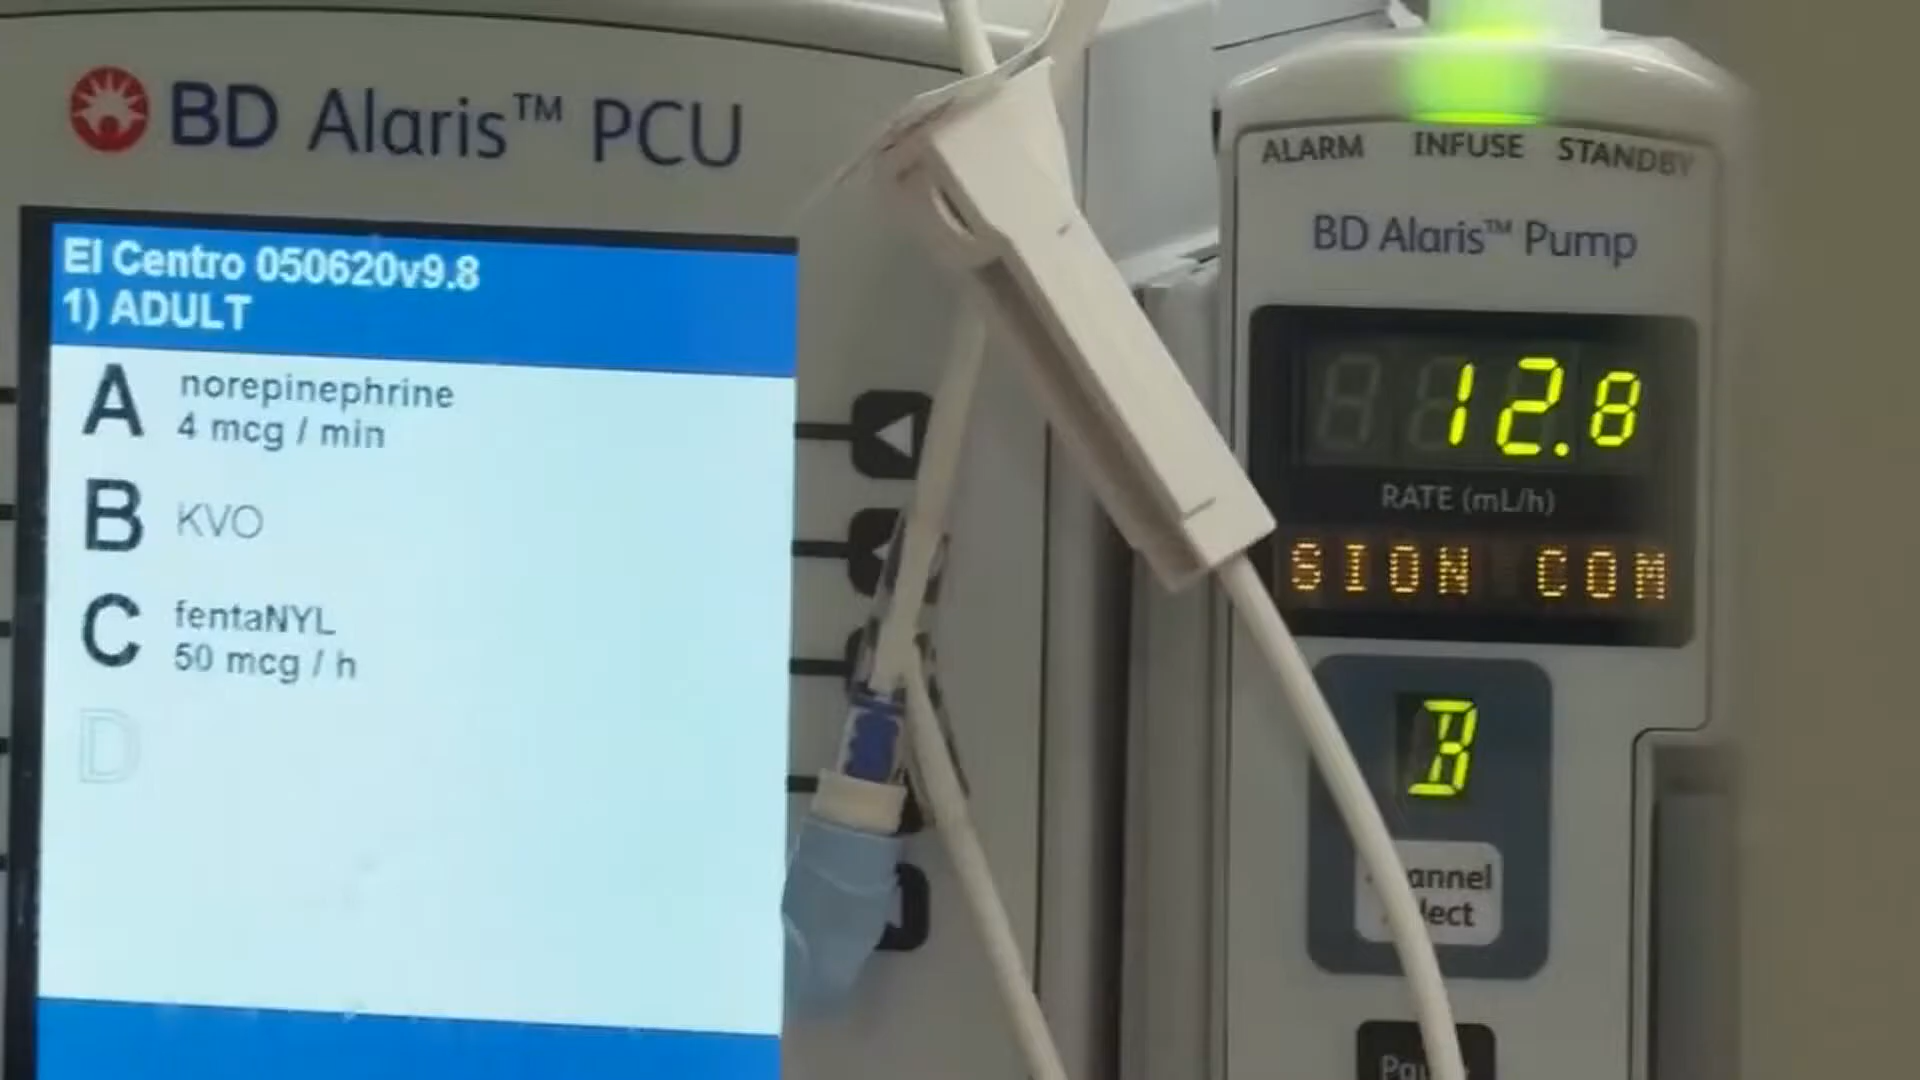 BD Alaris™ PCU
El Centro 050620v9.8
1) ADULT
A norepinephrine
4 mcg / min
B KVO
C fentaNYL
50 mcg / h
D
ALARM INFUSE STANDBY
BD Alaris™ Pump
12.8
RATE (mL/h)
SION COM
B